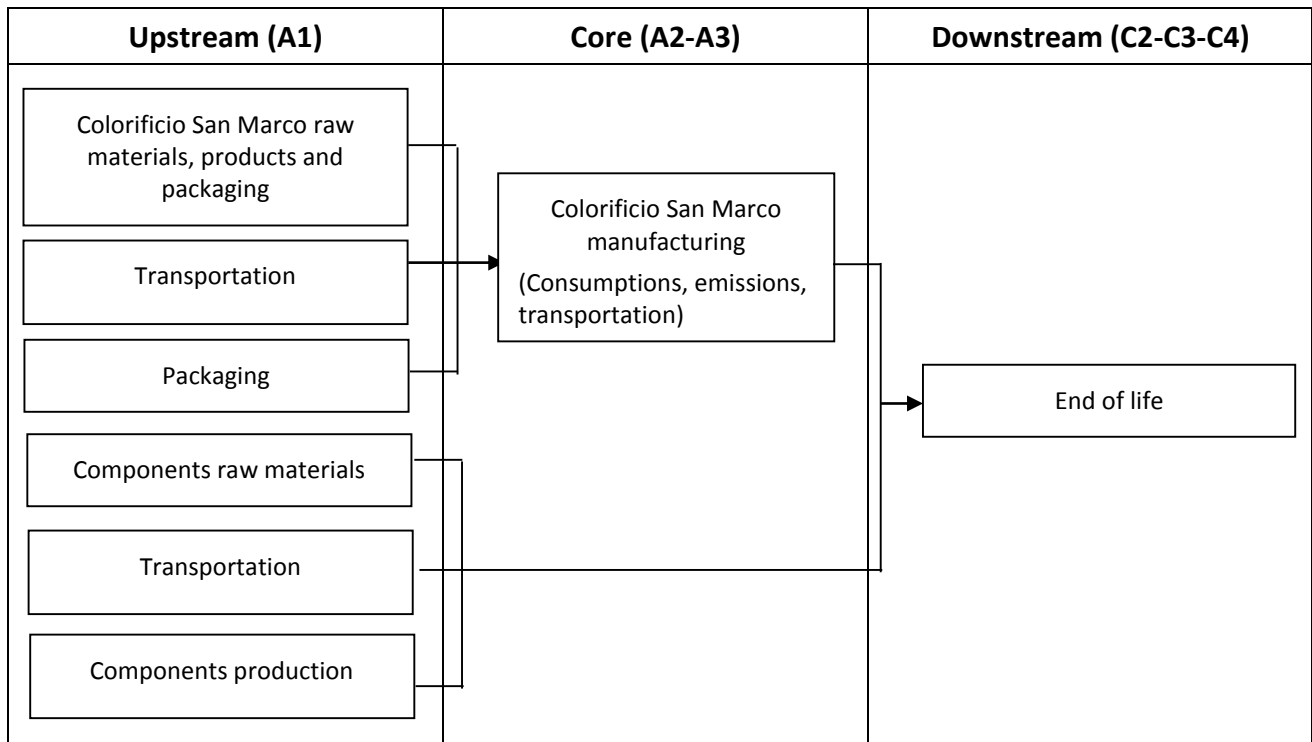 Upstream (A1)
Core (A2-A3)
Downstream (C2-C3-C4)
Colorificio San Marco raw
materials, products and
packaging
Transportation
Packaging
Components raw materials
Transportation
Components production
Colorificio San Marco
manufacturing
(Consumptions, emissions,
transportation)
End of life